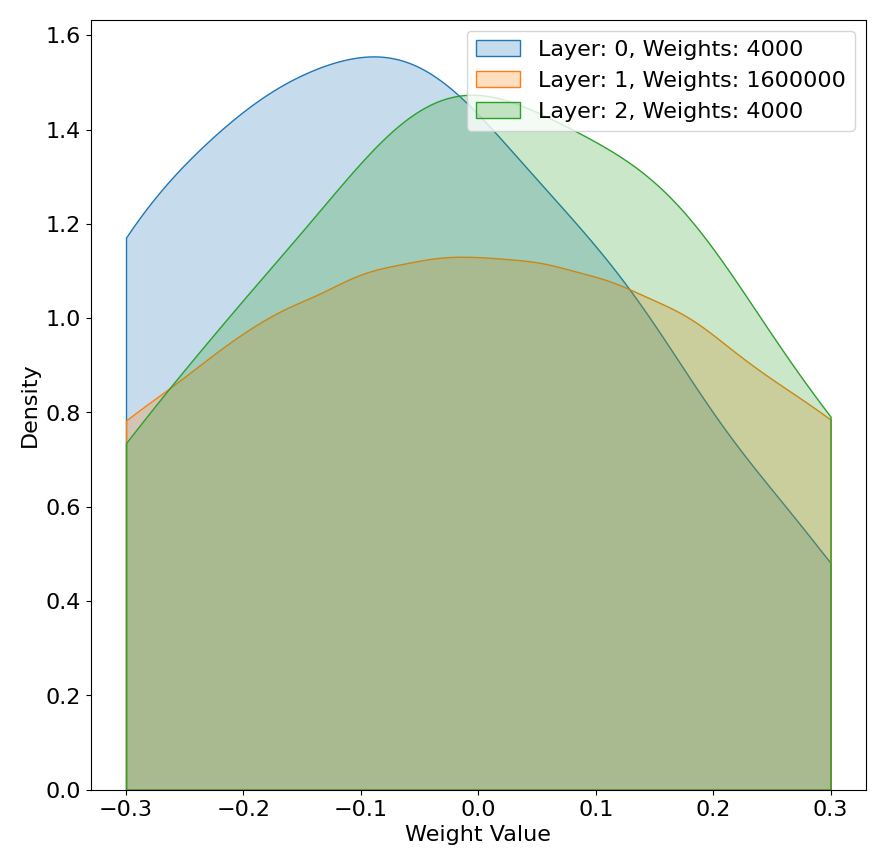 Layer: 0, Weights: 4000
Layer: 1, Weights: 1600000
Layer: 2, Weights: 4000
Density
1.6
1.4
1.2
1.0
0.8
0.6
0.4
0.2
0.0
−0.3 −0.2 −0.1 0.0 0.1 0.2 0.3
Weight Value